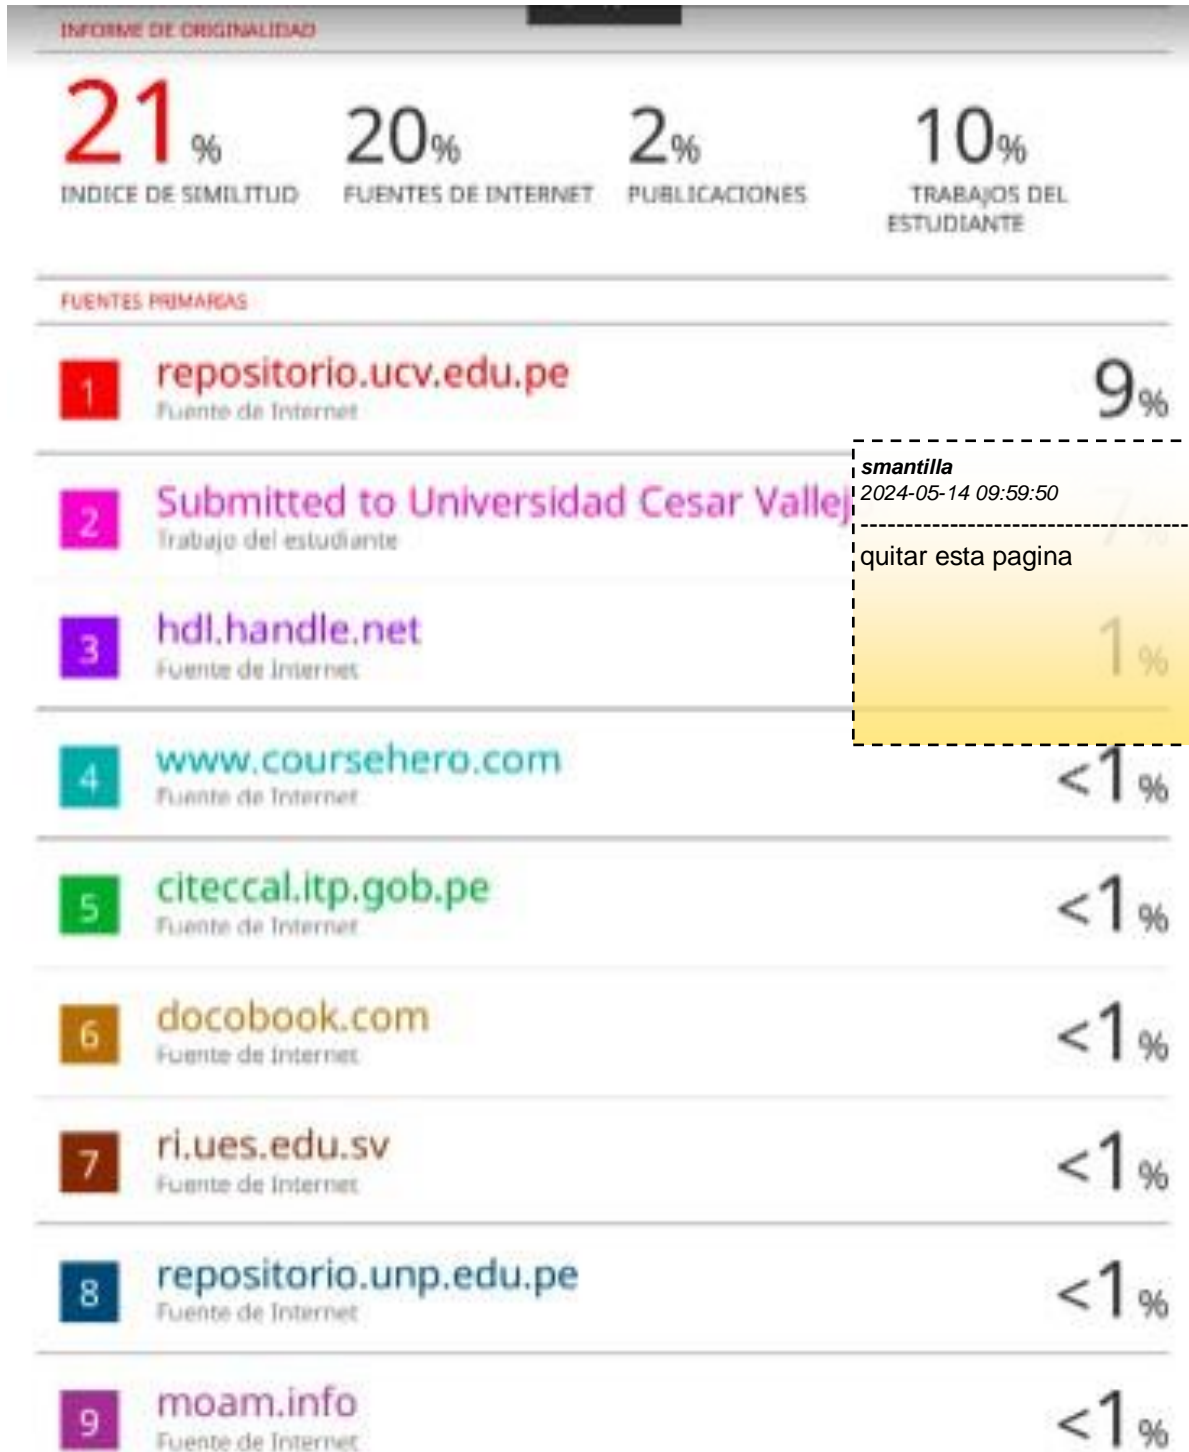 INFORME DE ORIGINALIDAD
21%
INDICE DE SIMILITUD
20%
FUENTES DE INTERNET
2%
PUBLICACIONES
10%
TRABAJOS DEL
ESTUDIANTE
FUENTES PRIMARIAS
1
repositorio.ucv.edu.pe
Fuente de Internet
9%
2
Submitted to Universidad Cesar Vallej
Trabajo del estudiante
7%
smantilla
2024-05-14 09:59:50
quitar esta pagina
3
hdl.handle.net
Fuente de Internet
1%
4
www.coursehero.com
Fuente de Internet
<1%
5
citeccal.itp.gob.pe
Fuente de Internet
<1%
6
docobook.com
Fuente de Internet
<1%
7
ri.ues.edu.sv
Fuente de Internet
<1%
8
repositorio.unp.edu.pe
Fuente de Internet
<1%
9
moam.info
Fuente de Internet
<1%